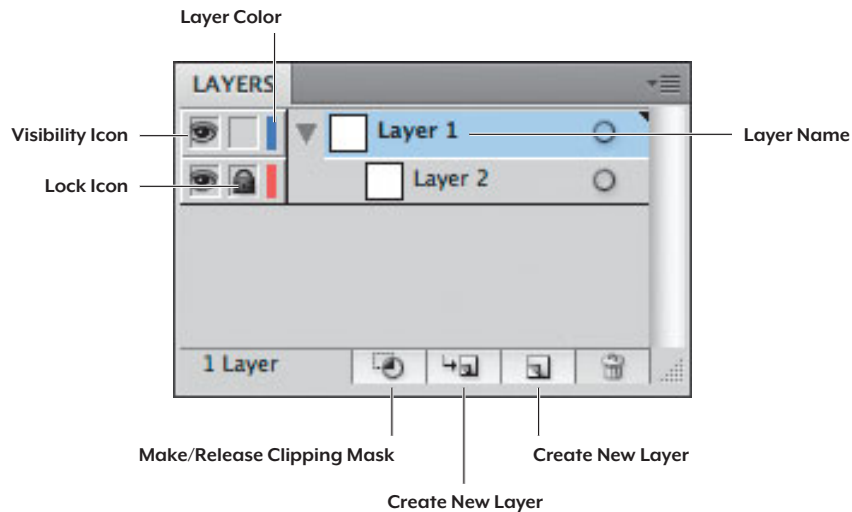 Layer Color
LAYERS
Visibility Icon
Layer 1
Layer Name
Lock Icon
Layer 2
1 Layer
Make/Release Clipping Mask
Create New Layer
Create New Layer